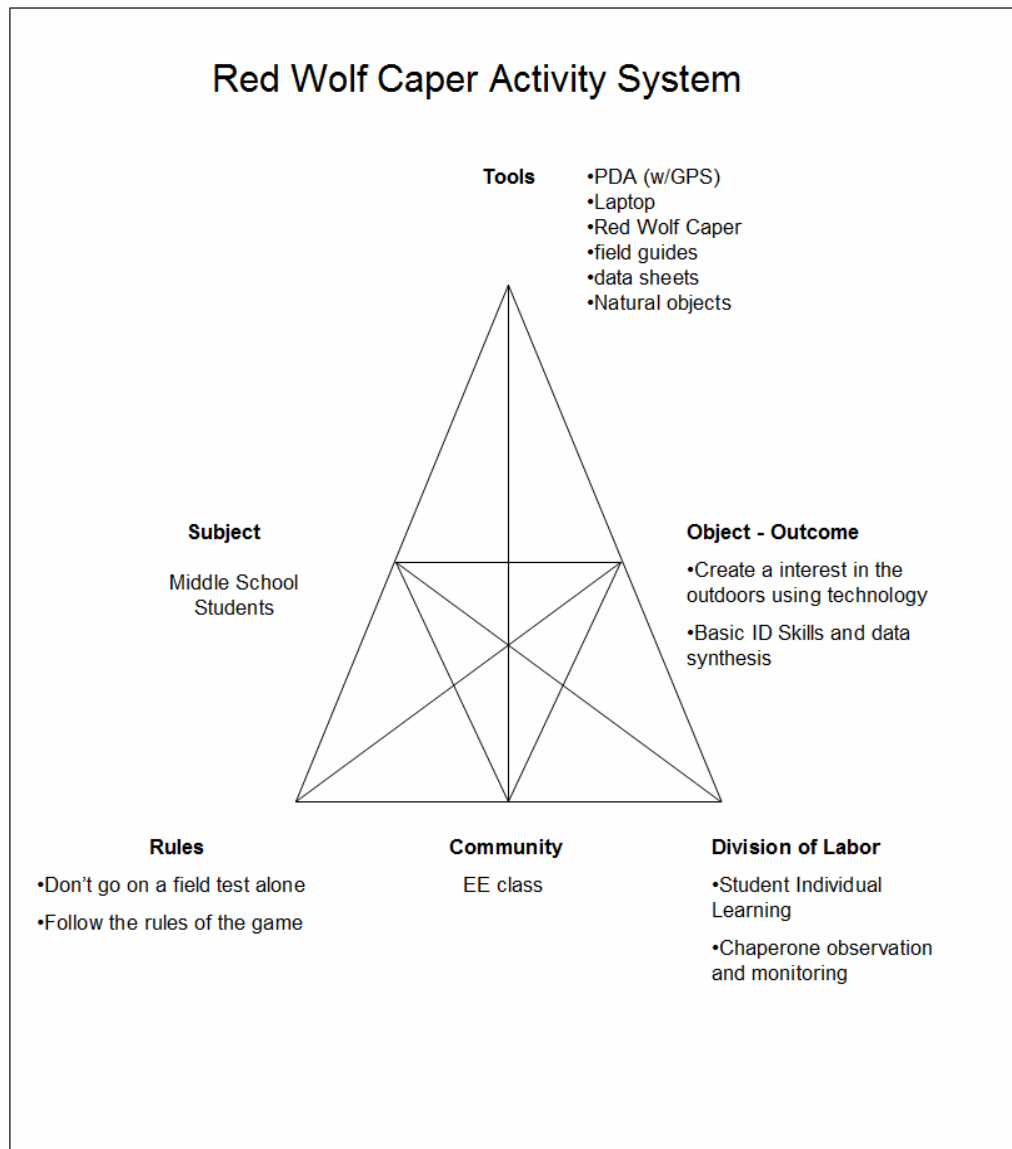 Red Wolf Caper Activity System
Tools
•PDA (w/GPS)
•Laptop
•Red Wolf Caper
•field guides
•data sheets
•Natural objects
Subject
Middle School
Students
Object - Outcome
•Create a interest in the
outdoors using technology
•Basic ID Skills and data
synthesis
Rules
•Don’t go on a field test alone
•Follow the rules of the game
Community
EE class
Division of Labor
•Student Individual
Learning
•Chaperone observation
and monitoring